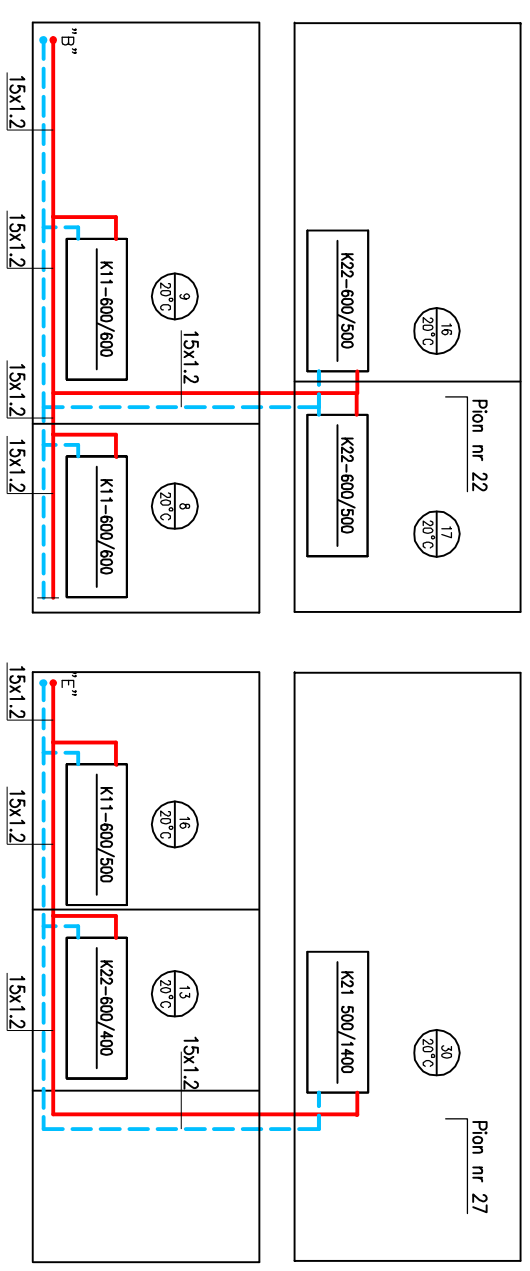 Pion nr 22
16
20°C
17
20°C
K22-600/500
K22-600/500
15x1.2
9
20°C
8
20°C
K11-600/600
K11-600/600
"B"
15x1.2
15x1.2
15x1.2
15x1.2
Pion nr 27
30
20°C
K21 500/1400
15x1.2
16
20°C
13
20°C
K11-600/500
K22-600/400
"E"
15x1.2
15x1.2
15x1.2